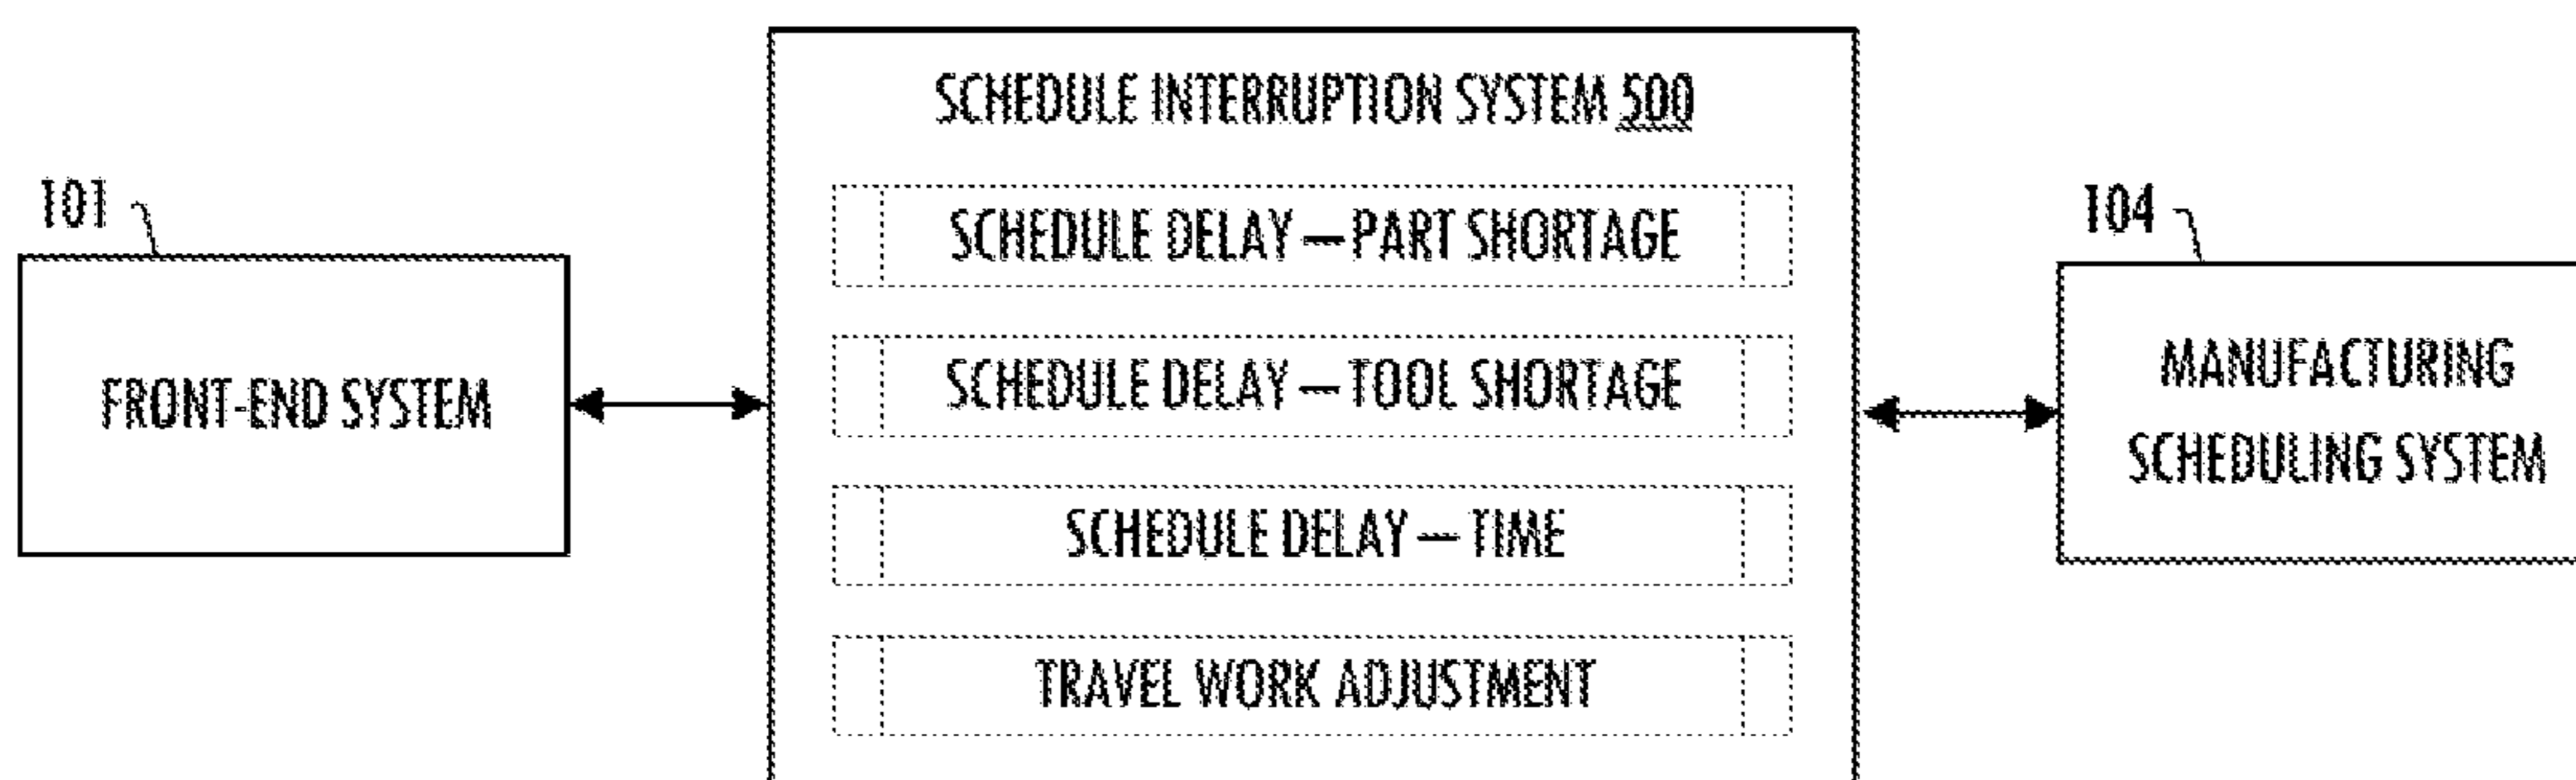 SCHEDULE INTERRUPTION SYSTEM 500
101
FRONT-END SYSTEM
SCHEDULE DELAY — PART SHORTAGE
SCHEDULE DELAY — TOOL SHORTAGE
SCHEDULE DELAY — TIME
TRAVEL WORK ADJUSTMENT
104
MANUFACTURING
SCHEDULING SYSTEM